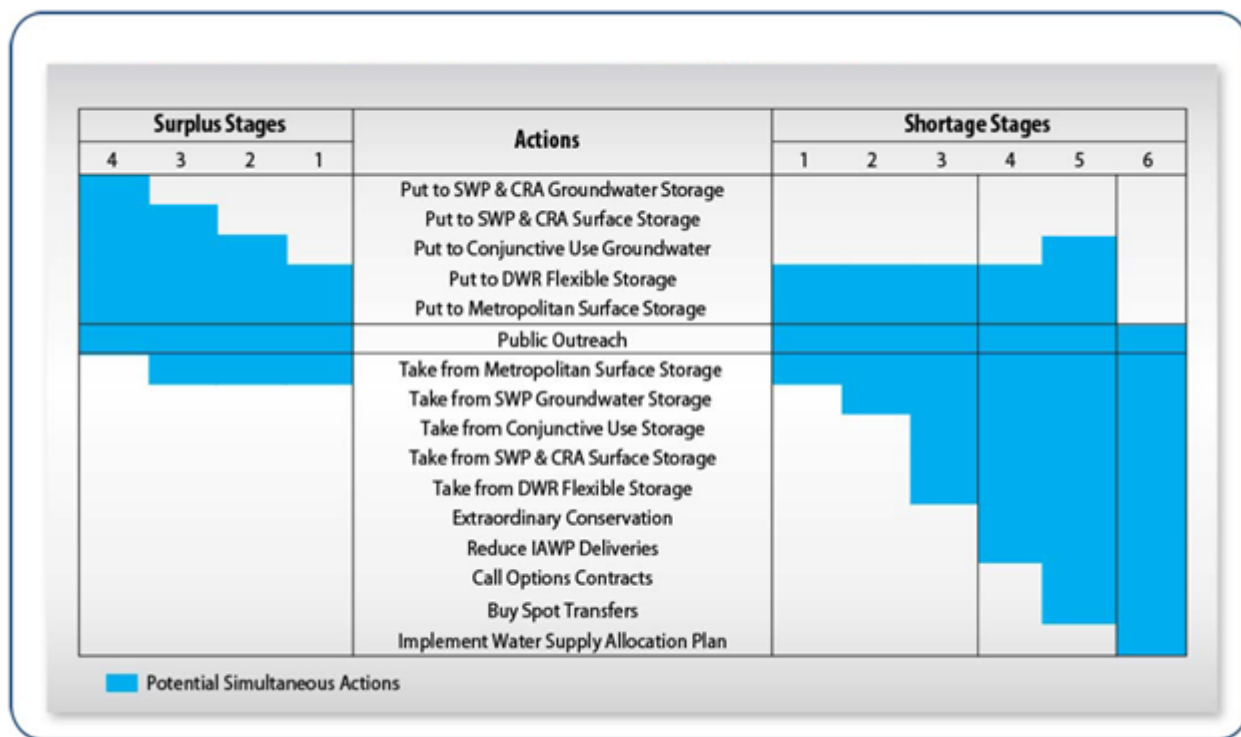 Surplus Stages Actions Shortage Stages
4 3 2 1 1 2 3 4 5 6
Put to SWP & CRA Groundwater Storage
Put to SWP & CRA Surface Storage
Put to Conjunctive Use Groundwater
Put to DWR Flexible Storage
Put to Metropolitan Surface Storage
Public Outreach
Take from Metropolitan Surface Storage
Take from SWP Groundwater Storage
Take from Conjunctive Use Storage
Take from SWP & CRA Surface Storage
Take from DWR Flexible Storage
Extraordinary Conservation
Reduce IAWP Deliveries
Call Options Contracts
Buy Spot Transfers
Implement Water Supply Allocation Plan
Potential Simultaneous Actions